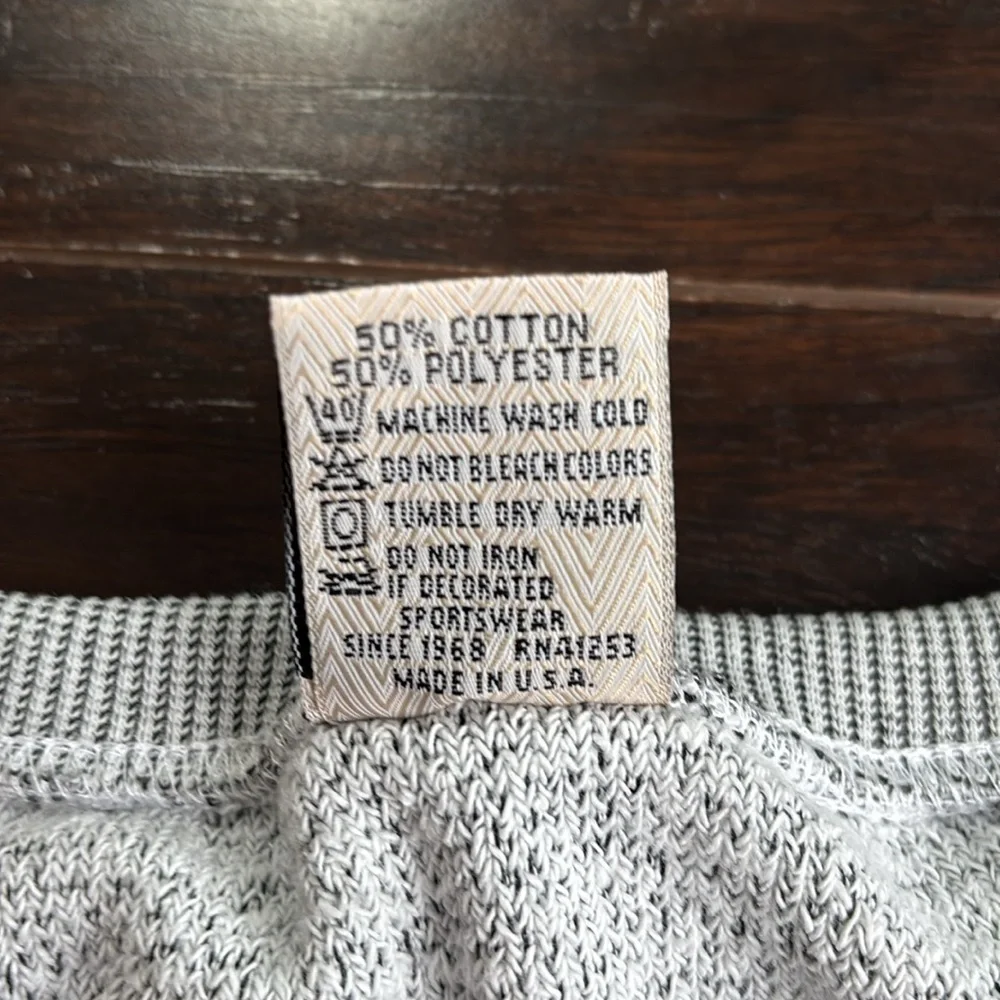 50% COTTON
50% POLYESTER
40
MACHINE WASH COLD
DO NOT BLEACH COLORS
TUMBLE DRY WARM
DO NOT IRON
IF DECORATED
SPORTSWEAR
SINCE 1968 RN41253
MADE IN U.S.A.